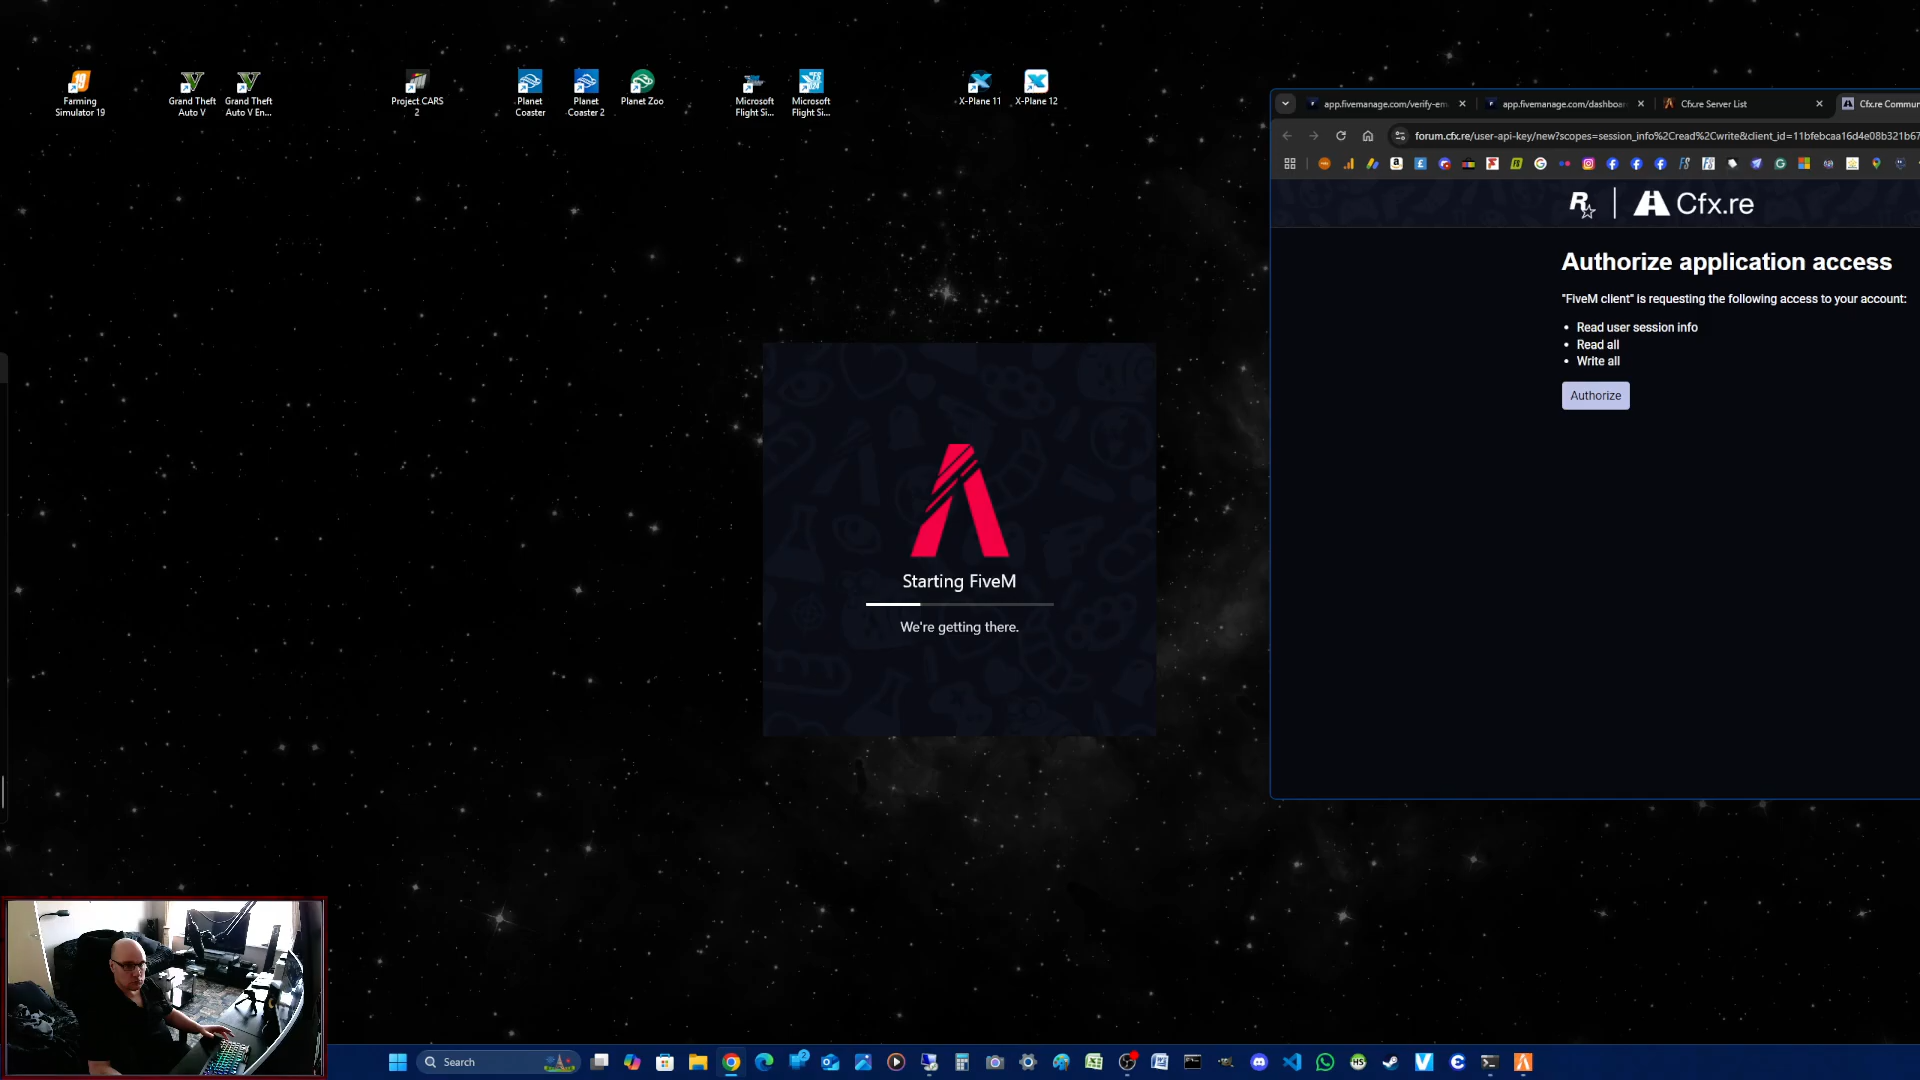 Farming
Simulator 19
Grand Theft
Auto V
Grand Theft
Auto V En...
Project CARS
2
Planet
Coaster
Planet
Coaster 2
Planet Zoo
Microsoft
Flight Si...
Microsoft
Flight Si...
X-Plane 11
X-Plane 12
app.fivemanage.com/verify-em
app.fivemanage.com/dashboar
Cfx.re Server List
Cfx.re Commun
forum.cfx.re/user-api-key/new?scopes=session_info%2Cread%2Cwrite&client_id=11bfebcaa16d4e08b321b67
Cfx.re
Authorize application access
"FiveM client" is requesting the following access to your account:
• Read user session info
• Read all
• Write all
Authorize
Starting FiveM
We're getting there.
Search